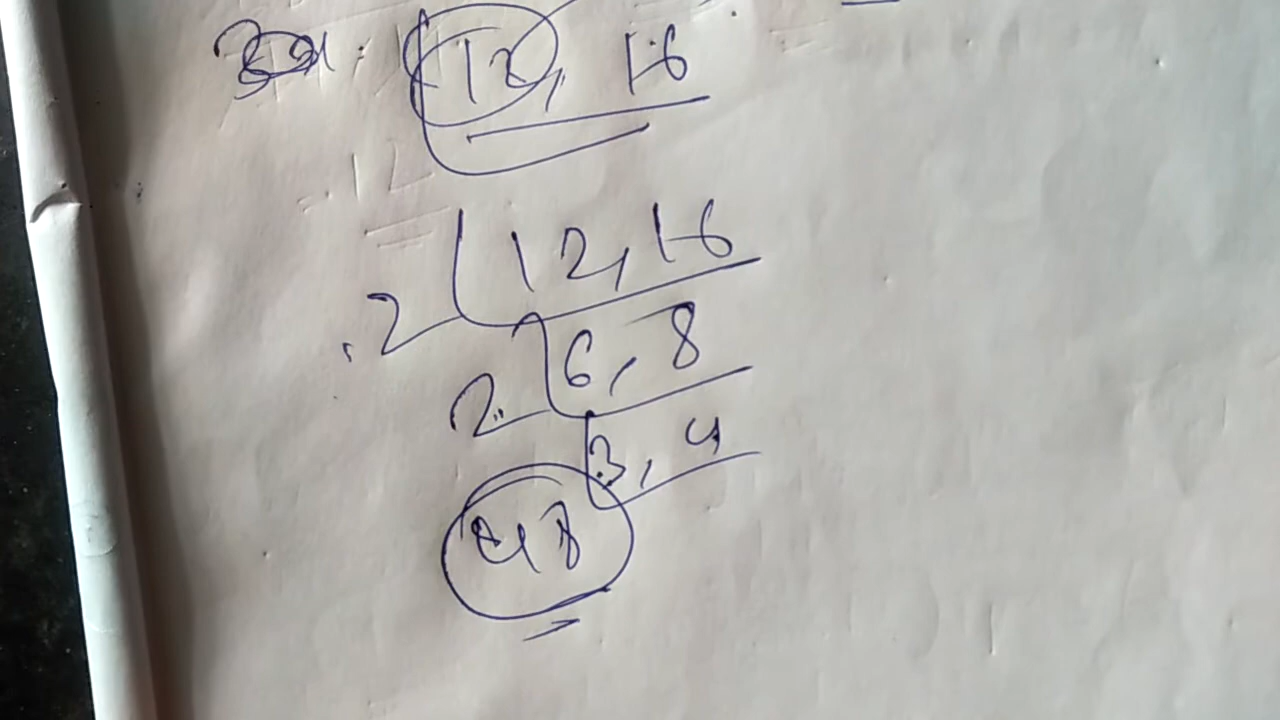 12, 16
2 12, 16
2 6, 8
3, 4
48